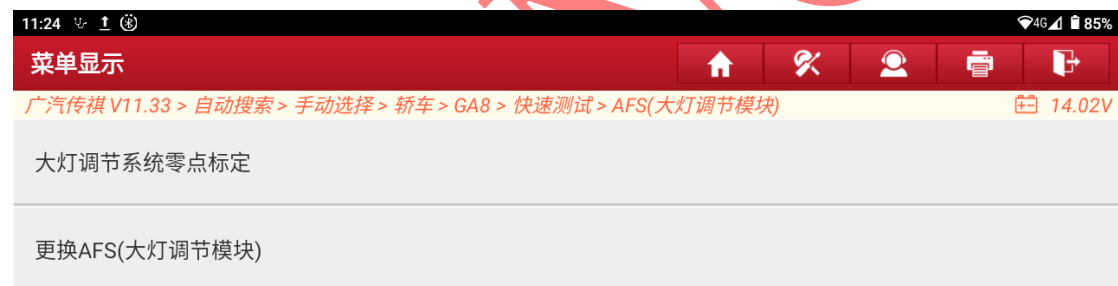 11:24 4G 85%
菜单显示
广汽传祺 V11.33 > 自动搜索 > 手动选择 > 轿车 > GA8 > 快速测试 > AFS(大灯调节模块) 14.02V
大灯调节系统零点标定
更换AFS(大灯调节模块)